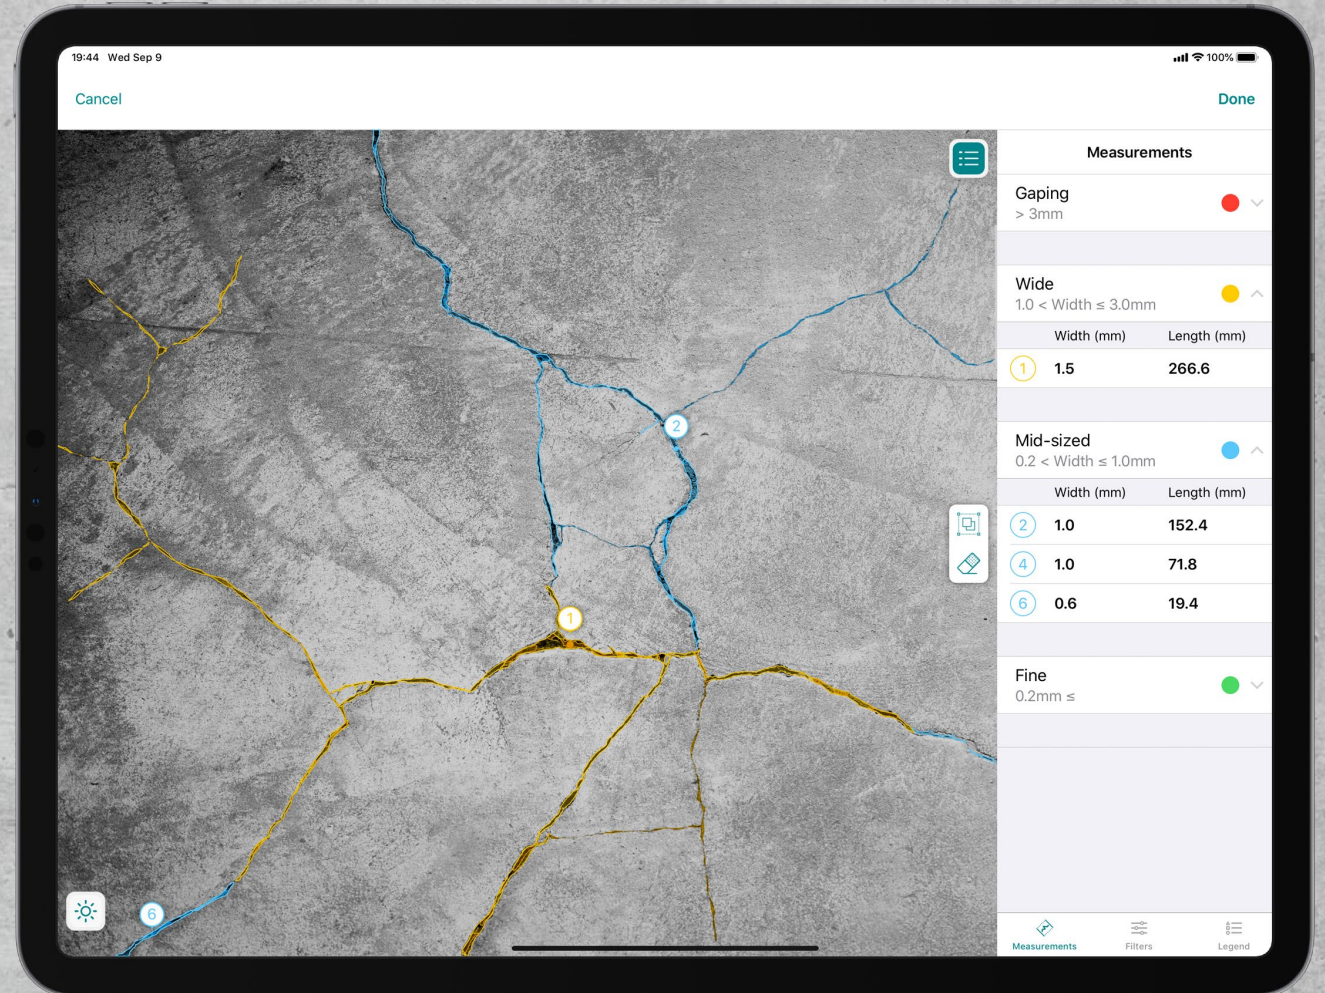 19:44 Wed Sep 9
100%
Cancel
Done
Measurements
Gaping
> 3mm
Wide
1.0 < Width ≤ 3.0mm
Width (mm) Length (mm)
1 1.5 266.6
Mid-sized
0.2 < Width ≤ 1.0mm
Width (mm) Length (mm)
2 1.0 152.4
4 1.0 71.8
6 0.6 19.4
Fine
0.2mm ≤
2
1
6
Measurements Filters Legend